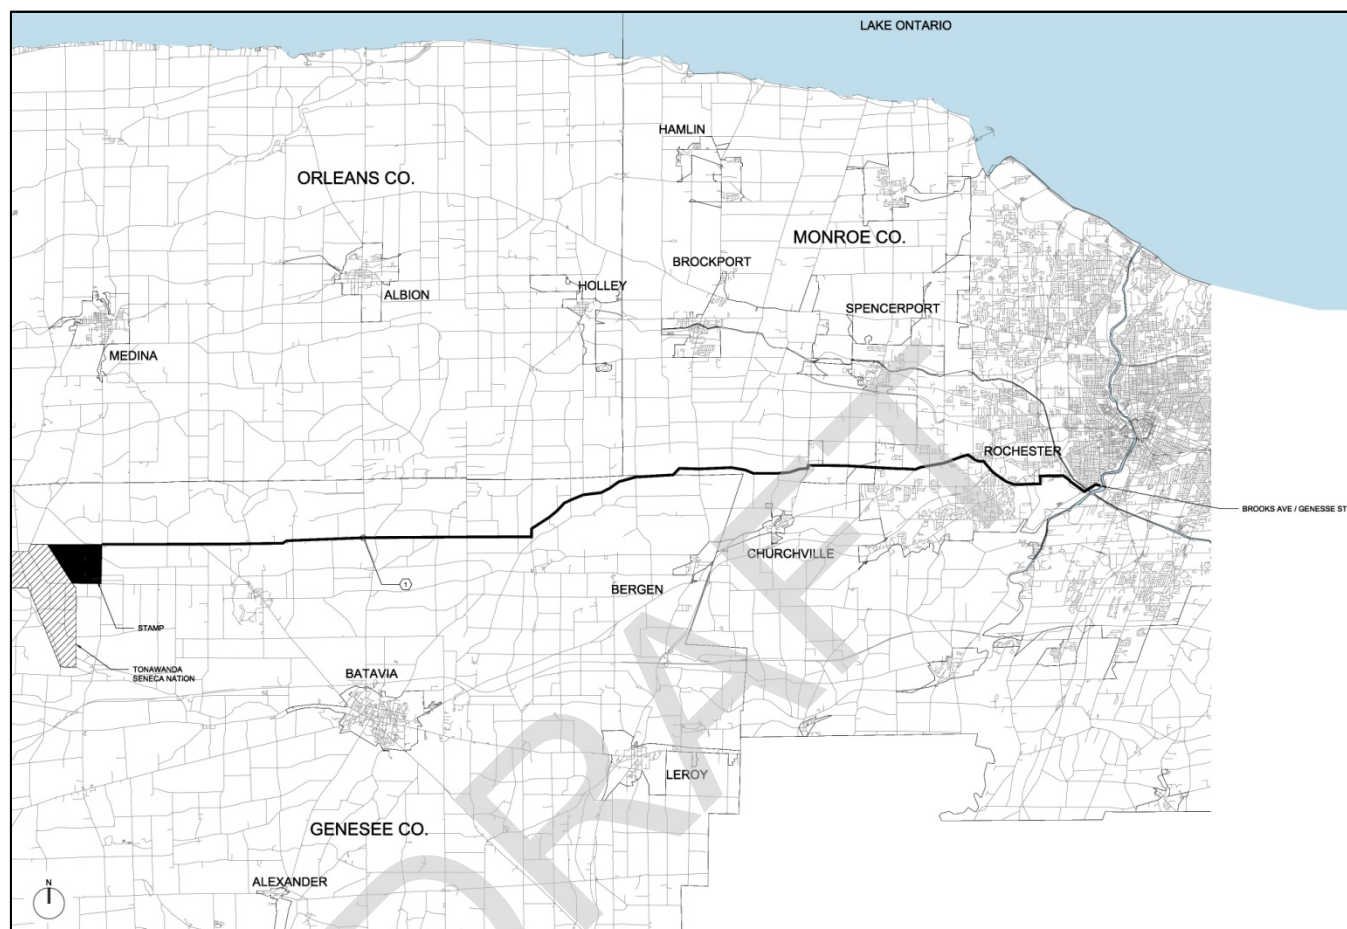 LAKE ONTARIO
HAMLIN
ORLEANS CO.
MONROE CO.
BROCKPORT
HOLLEY
ALBION
SPENCERPORT
MEDINA
ROCHESTER
BROOKS AVE / GENESSE ST
CHURCHVILLE
1
BERGEN
STAMP
TONAWANDA
SENECA NATION
BATAVIA
LEROY
GENESEE CO.
ALEXANDER
N
DRAFT